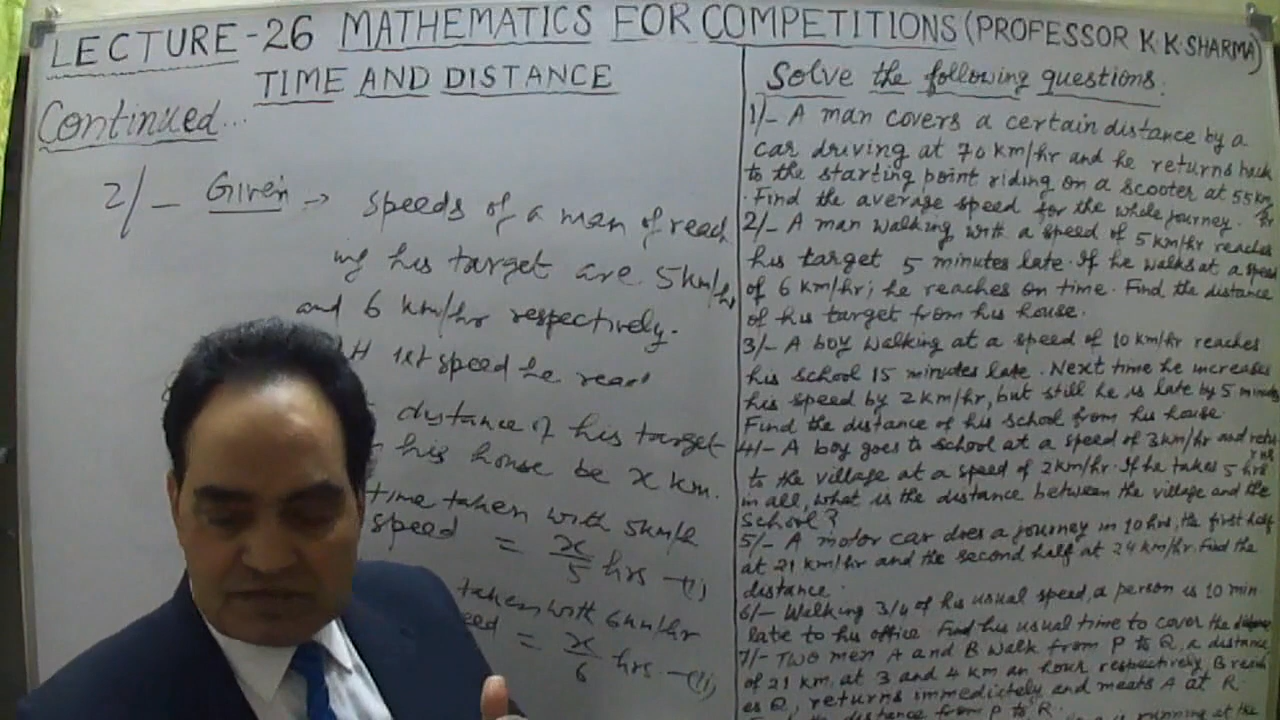 LECTURE-26 MATHEMATICS FOR COMPETITIONS (PROFESSOR K.K.SHARMA)
TIME AND DISTANCE
Continued...
2/- Given → speeds of a man of reach
ing his target are 5km/hr
and 6 km/hr respectively.
1st speed he reac
distance of his target
his house be x km.
time taken with 5km/h
speed = x/5 hrs -(i)
taken with 6km/hr
eed = x/6 hrs. -(ii)
Solve the following questions:
1/- A man covers a certain distance by a
car driving at 70 km/hr and he returns back
to the starting point riding on a scooter at 55 km/hr
. Find the average speed for the whole journey.
2/- A man walking with a speed of 5 km/hr reaches
his target 5 minutes late. If he walks at a speed
of 6 km/hr; he reaches on time. Find the distance
of his target from his house.
3/- A boy walking at a speed of 10 km/hr reaches
his school 15 minutes late. Next time he increases
his speed by 2 km/hr, but still he is late by 5 minutes
Find the distance of his school from his house.
4/- A boy goes to school at a speed of 3km/hr and returns
to the village at a speed of 2km/hr. If he takes 5 hrs
in all, what is the distance between the village and the
school?
5/- A motor car does a journey in 10 hrs, the first half
at 21 km/hr and the second half at 24 km/hr. Find the
distance.
6/- Walking 3/4 of his usual speed, a person is 10 min
late to his office. Find his usual time to cover the distance
7/- Two men A and B walk from P to Q, a distance
of 21 km, at 3 and 4 km an hour respectively. B reach
es Q, returns immedictely and meets A at R.
the distance from P to R.
is running at the